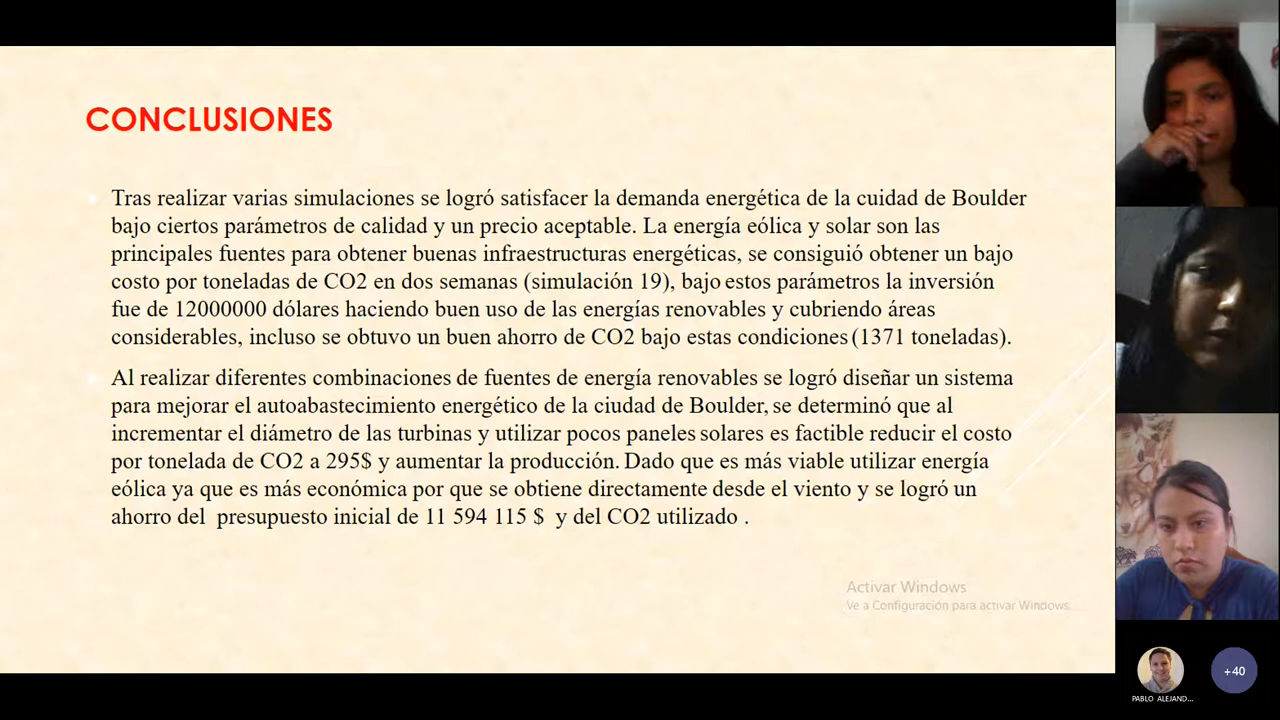 CONCLUSIONES
Tras realizar varias simulaciones se logró satisfacer la demanda energética de la cuidad de Boulder
bajo ciertos parámetros de calidad y un precio aceptable. La energía eólica y solar son las
principales fuentes para obtener buenas infraestructuras energéticas, se consiguió obtener un bajo
costo por toneladas de CO2 en dos semanas (simulación 19), bajo estos parámetros la inversión
fue de 12000000 dólares haciendo buen uso de las energías renovables y cubriendo áreas
considerables, incluso se obtuvo un buen ahorro de CO2 bajo estas condiciones (1371 toneladas).
Al realizar diferentes combinaciones de fuentes de energía renovables se logró diseñar un sistema
para mejorar el autoabastecimiento energético de la ciudad de Boulder, se determinó que al
incrementar el diámetro de las turbinas y utilizar pocos paneles solares es factible reducir el costo
por tonelada de CO2 a 295$ y aumentar la producción. Dado que es más viable utilizar energía
eólica ya que es más económica por que se obtiene directamente desde el viento y se logró un
ahorro del presupuesto inicial de 11 594 115 $ y del CO2 utilizado .
Activar Windows
Ve a Configuración para activar Windows.
PABLO ALEJAND...
+40